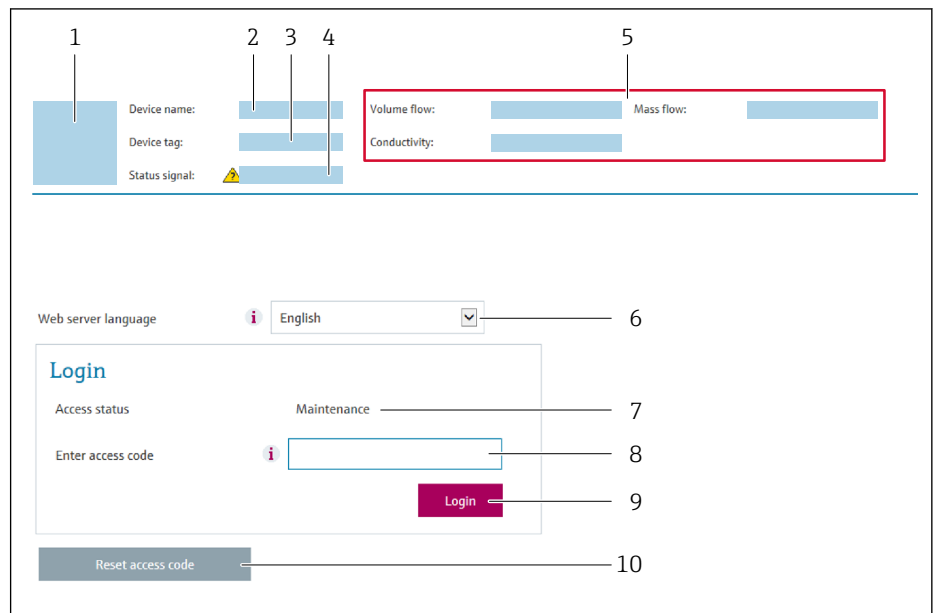 1 2 3 4 5
Device name: Volume flow: Mass flow:
Device tag: Conductivity:
Status signal: ?
Web server language i English 6
Login
Access status Maintenance 7
Enter access code i 8
Login 9
Reset access code 10